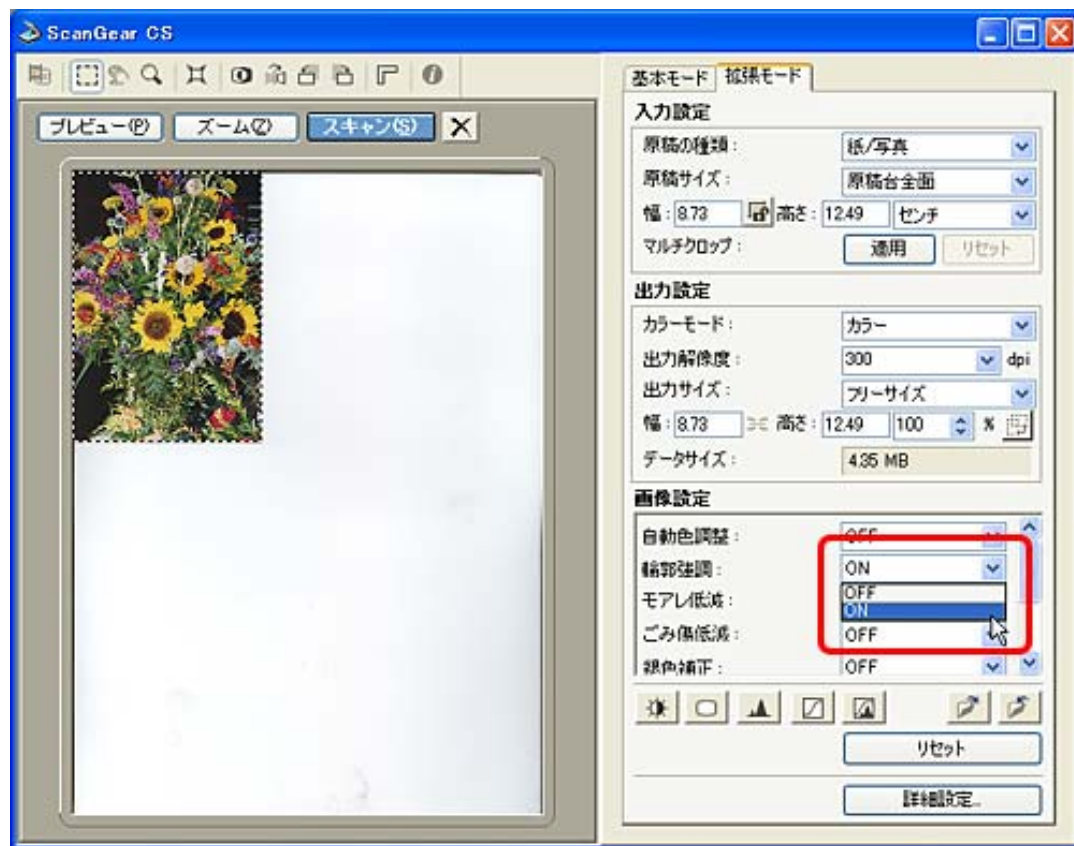 ScanGear CS
プレビュー(P) ズーム(Z) スキャン(S)
基本モード 拡張モード
入力設定
原稿の種類: 紙/写真
原稿サイズ: 原稿台全面
幅: 8.73 高さ: 12.49 センチ
マルチクロップ: 適用 リセット
出力設定
カラーモード: カラー
出力解像度: 300 dpi
出力サイズ: フリーサイズ
幅: 8.73 高さ: 12.49 100 %
データサイズ: 4.35 MB
画像設定
自動色調整: OFF
輪郭強調: ON
OFF
モアレ低減: ON
ごみ傷低減: OFF
褪色補正: OFF
リセット
詳細設定...